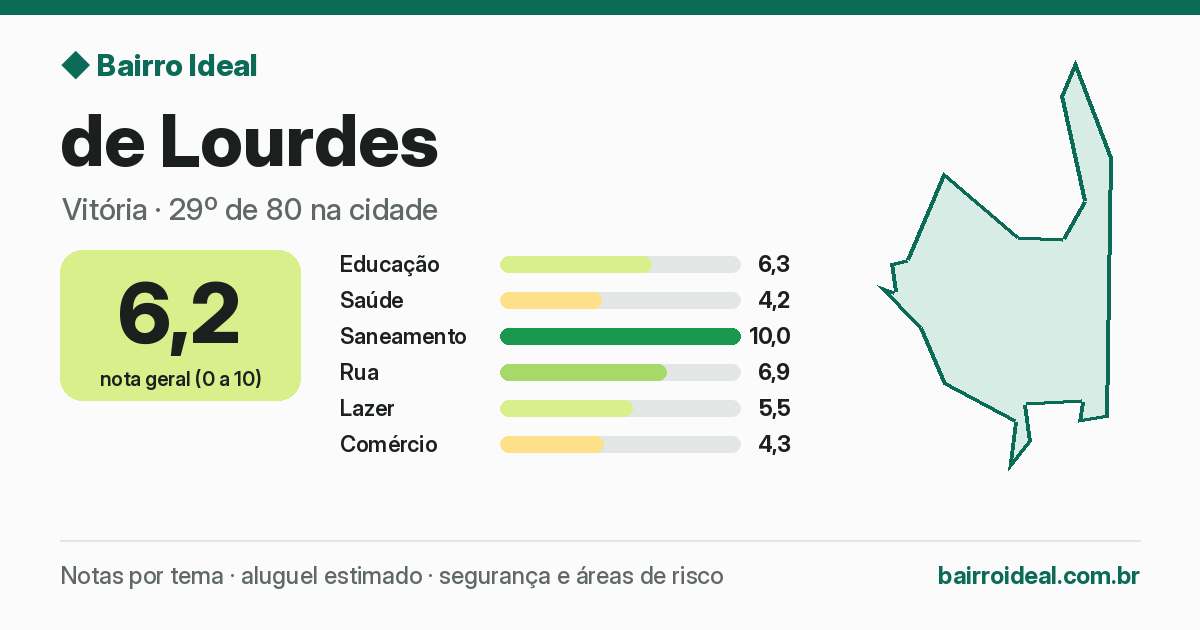 Bairro Ideal
de Lourdes
Vitória · 29º de 80 na cidade
6,2
nota geral (0 a 10)
Educação 6,3
Saúde 4,2
Saneamento 10,0
Rua 6,9
Lazer 5,5
Comércio 4,3
Notas por tema · aluguel estimado · segurança e áreas de risco
bairroideal.com.br